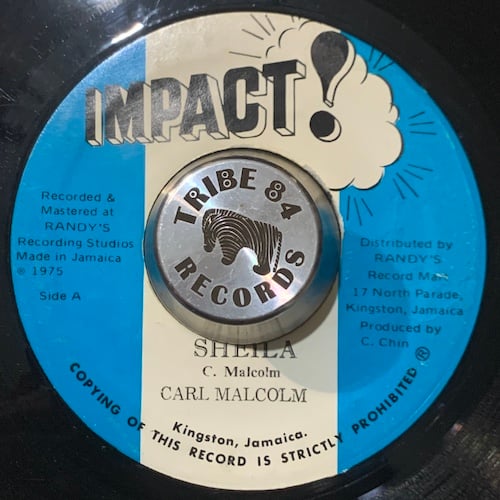 IMPACT!
Recorded &
Mastered at
RANDY'S
Recording Studios
Made in Jamaica
℗ 1975
Side A
TRIBE 84
RECORDS
Distributed by
RANDY'S
Record Mart
17 North Parade,
Kingston, Jamaica
Produced by
C. Chin
SHEILA
C. Malcolm
CARL MALCOLM
Kingston, Jamaica.
COPYING OF THIS RECORD IS STRICTLY PROHIBITED ®